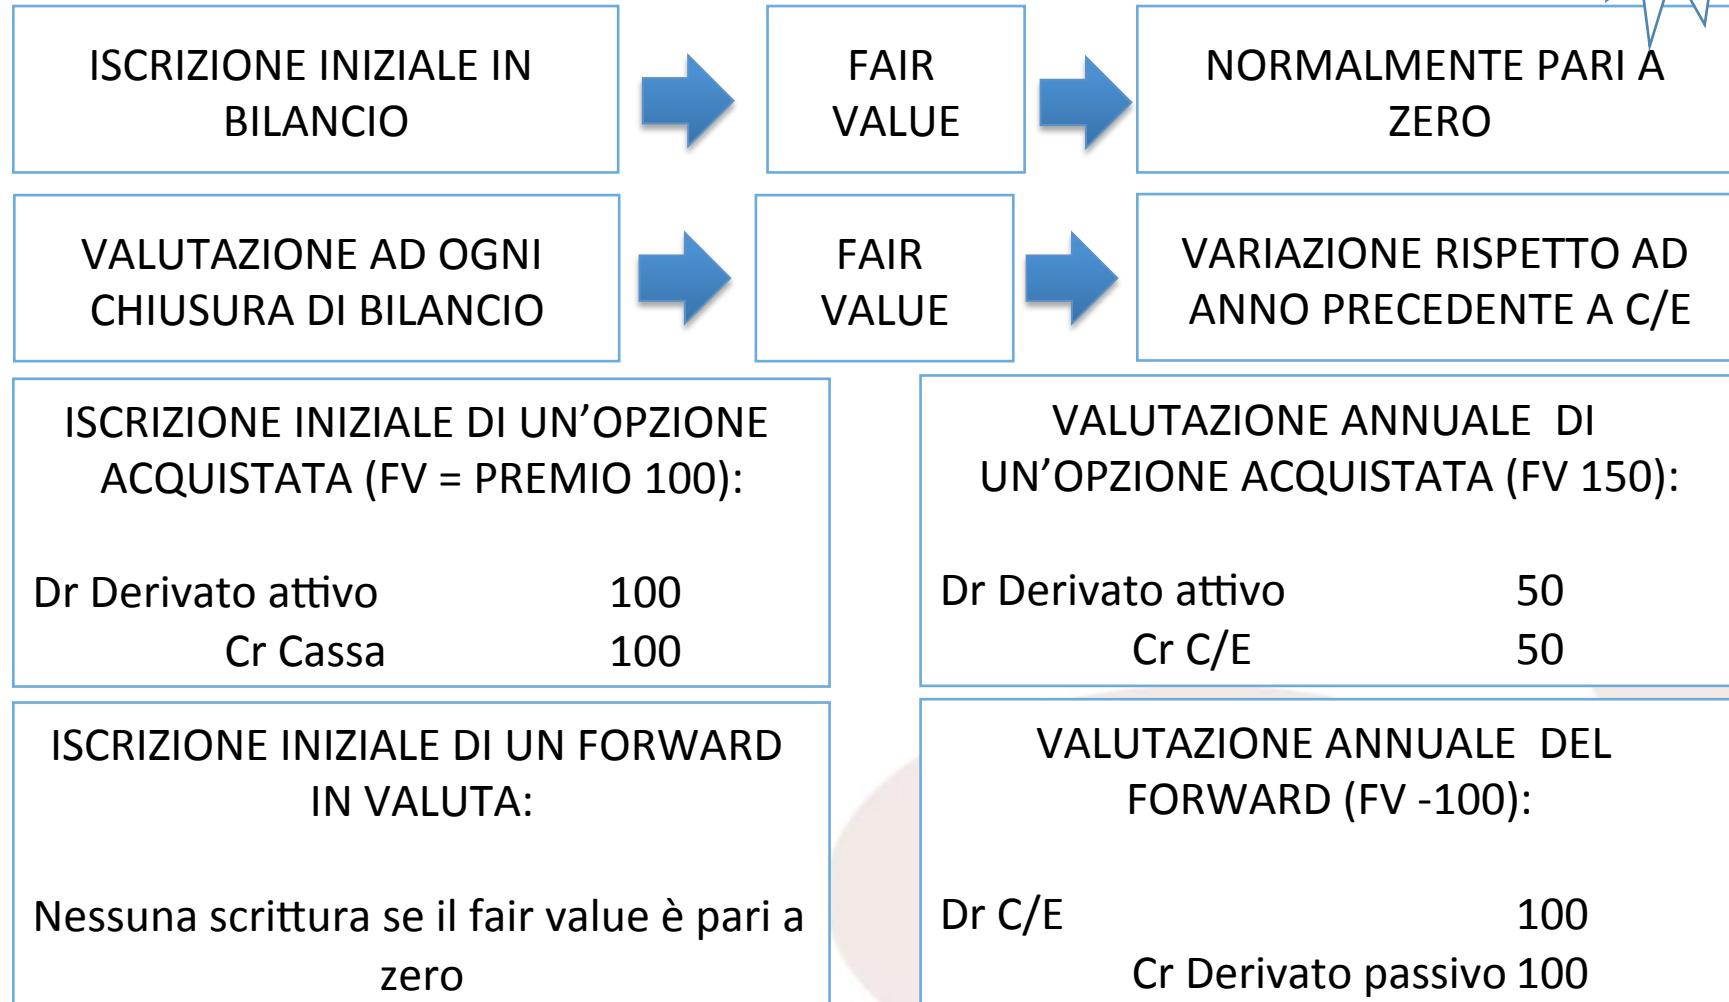 ISCRIZIONE INIZIALE IN
BILANCIO
FAIR
VALUE
NORMALMENTE PARI A
ZERO
VALUTAZIONE AD OGNI
CHIUSURA DI BILANCIO
FAIR
VALUE
VARIAZIONE RISPETTO AD
ANNO PRECEDENTE A C/E
ISCRIZIONE INIZIALE DI UN’OPZIONE
ACQUISTATA (FV = PREMIO 100):
Dr Derivato attivo 100
Cr Cassa 100
VALUTAZIONE ANNUALE DI
UN’OPZIONE ACQUISTATA (FV 150):
Dr Derivato attivo 50
Cr C/E 50
ISCRIZIONE INIZIALE DI UN FORWARD
IN VALUTA:
Nessuna scrittura se il fair value è pari a
zero
VALUTAZIONE ANNUALE DEL
FORWARD (FV -100):
Dr C/E 100
Cr Derivato passivo 100